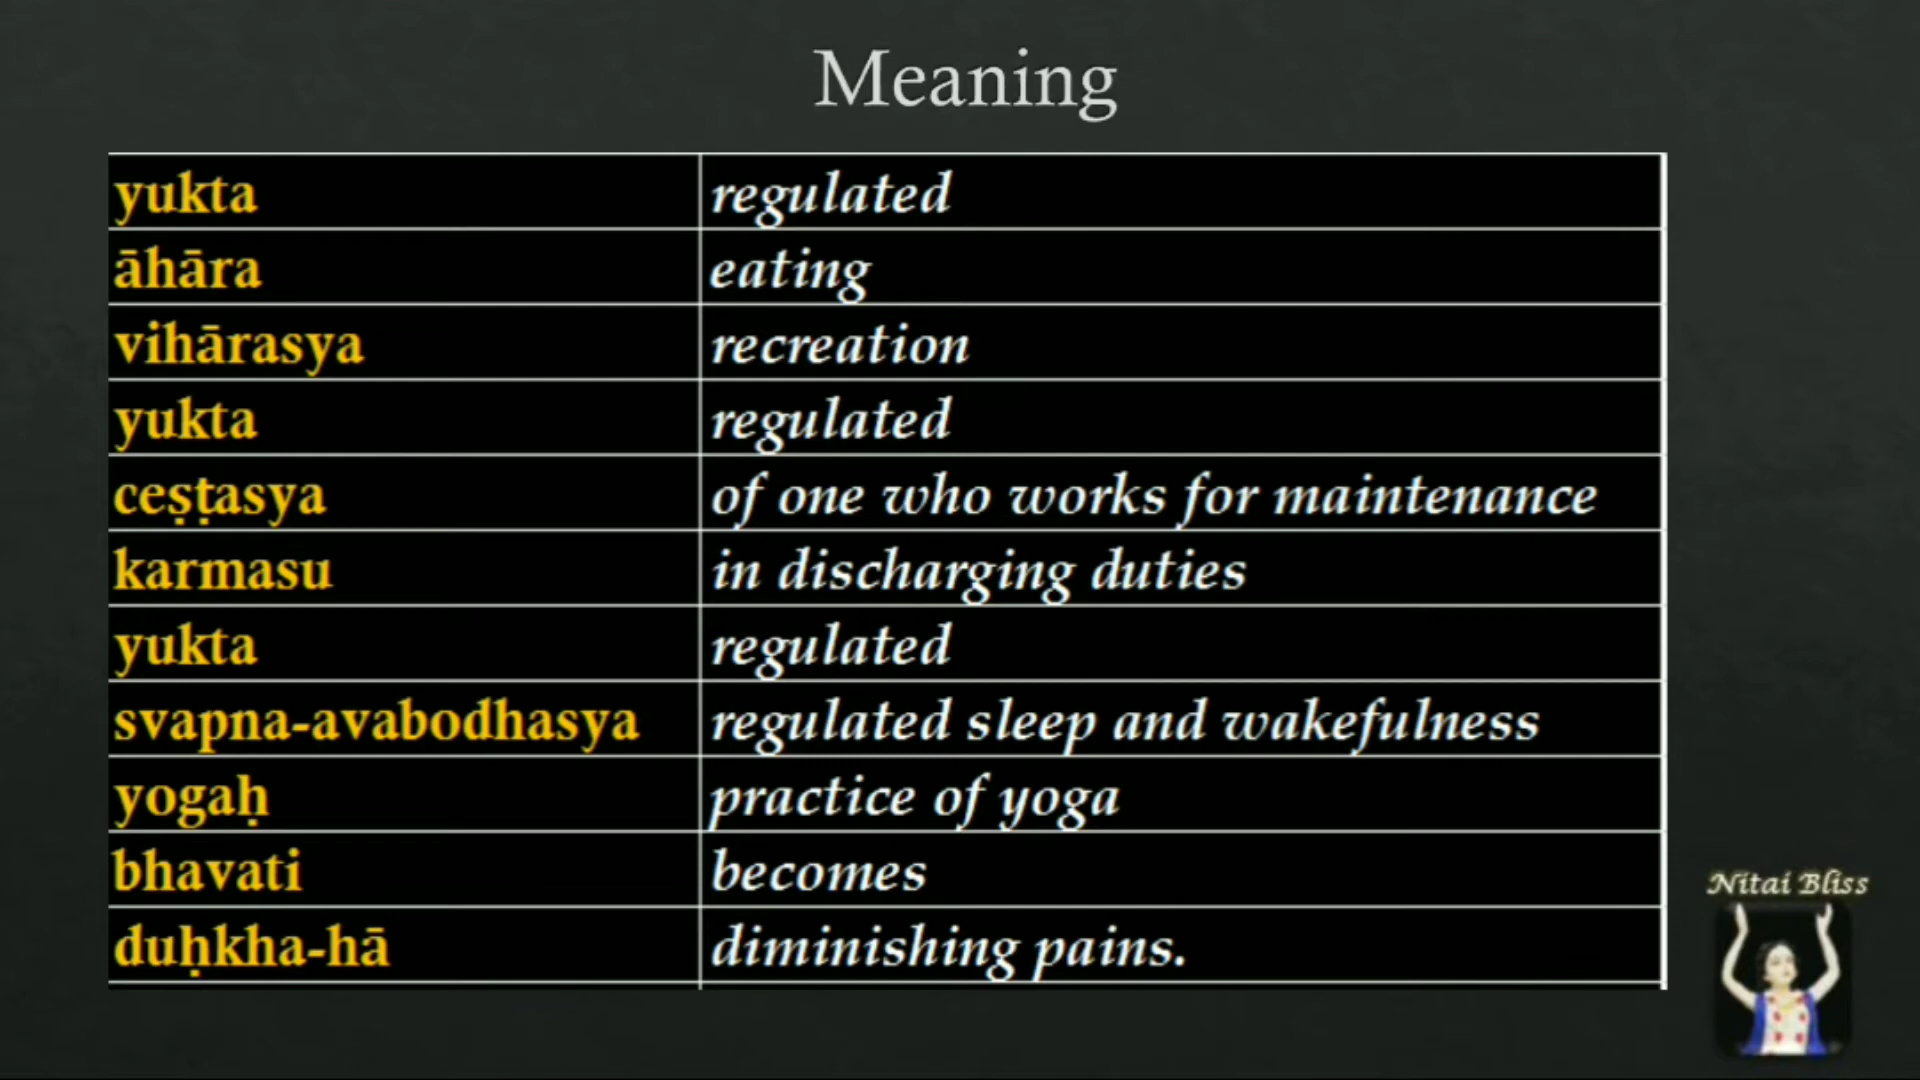 Meaning
yukta regulated
āhāra eating
vihārasya recreation
yukta regulated
ceṣṭasya of one who works for maintenance
karmasu in discharging duties
yukta regulated
svapna-avabodhasya regulated sleep and wakefulness
yogaḥ practice of yoga
bhavati becomes
duḥkha-hā diminishing pains.
Nitai Bliss